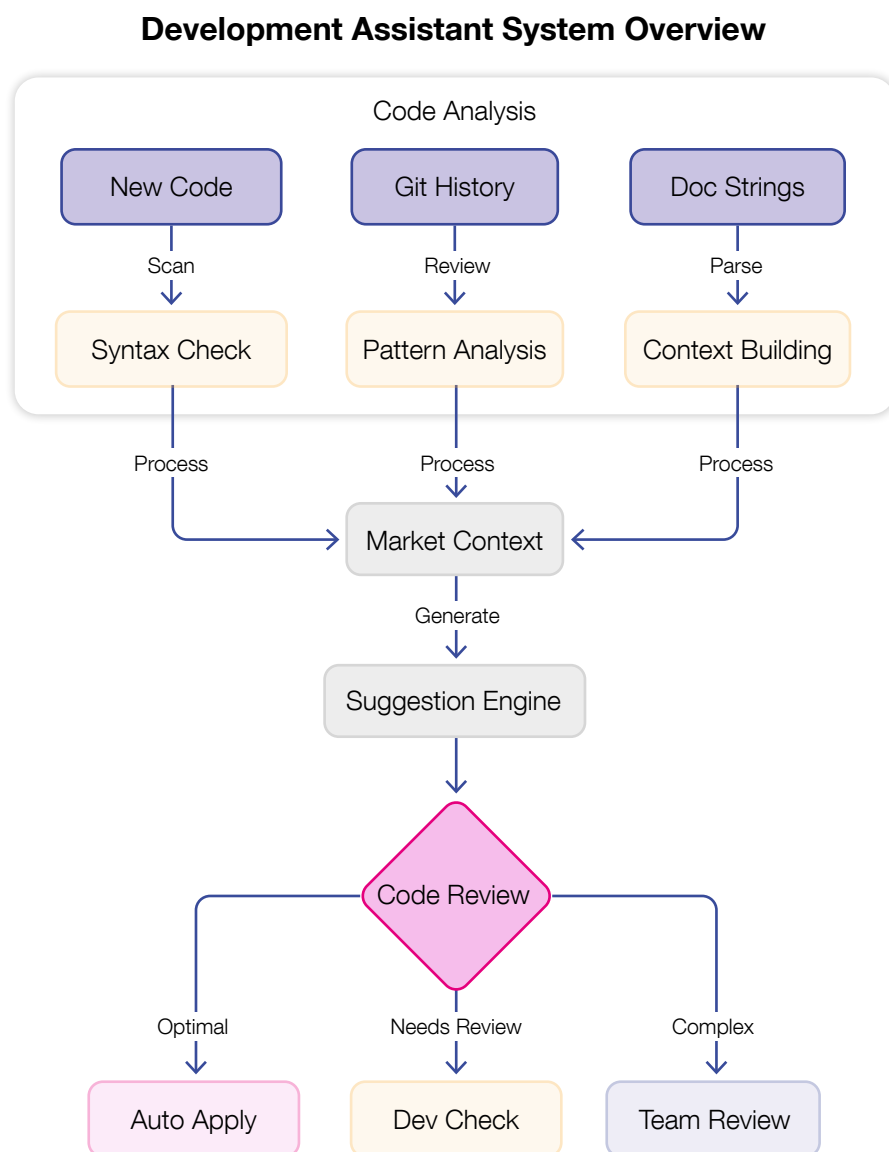 Development Assistant System Overview
Code Analysis
New Code
Git History
Doc Strings
Scan
Review
Parse
Syntax Check
Pattern Analysis
Context Building
Process
Process
Process
Market Context
Generate
Suggestion Engine
Code Review
Optimal
Needs Review
Complex
Auto Apply
Dev Check
Team Review